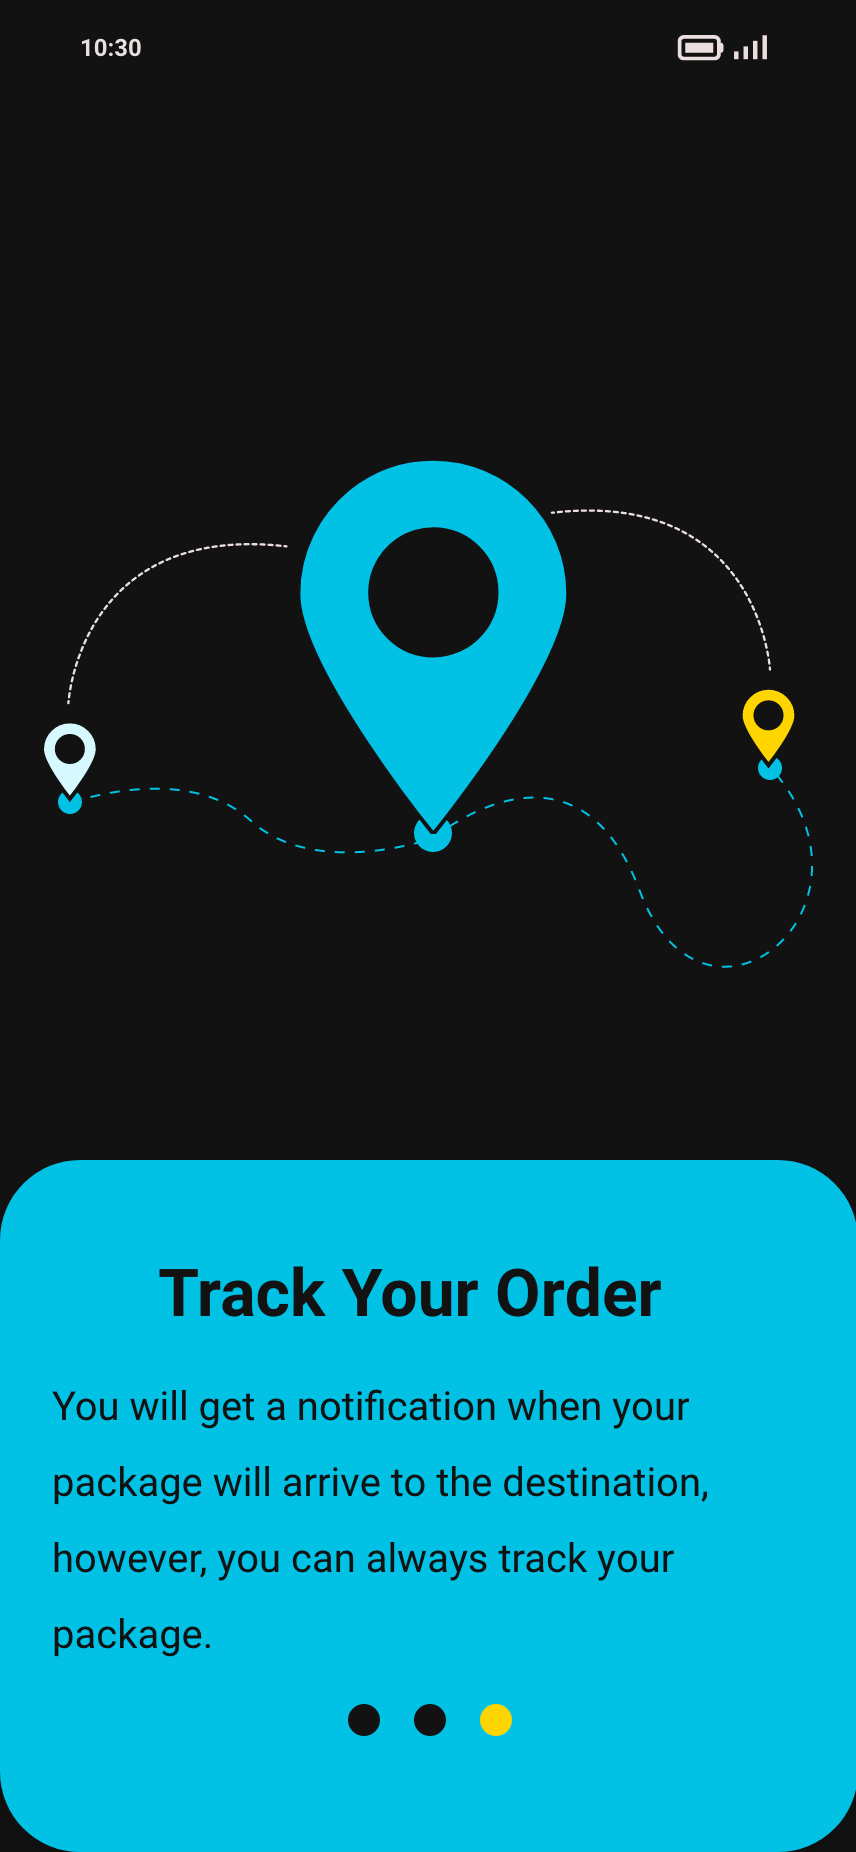 10:30
Track Your Order
You will get a notification when your
package will arrive to the destination,
however, you can always track your
package.